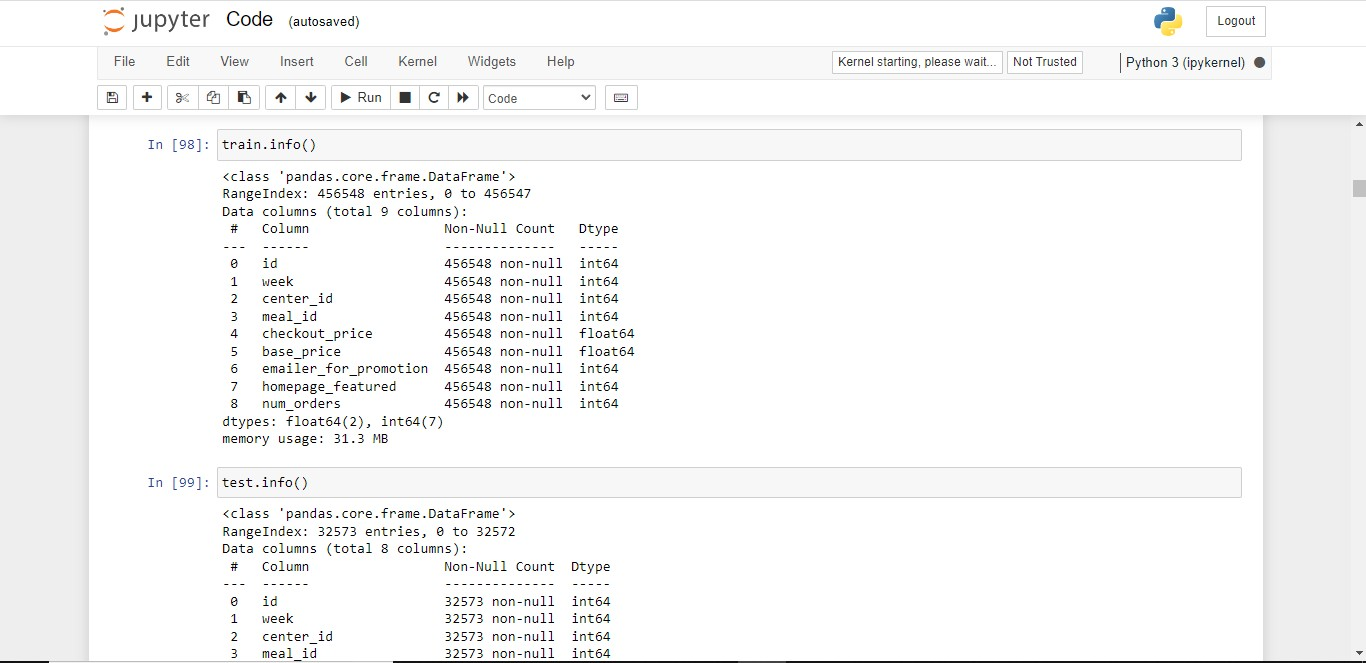 jupyter Code (autosaved) Logout
File Edit View Insert Cell Kernel Widgets Help Kernel starting, please wait... Not Trusted Python 3 (ipykernel)
Run Code
In [98]: train.info()
<class 'pandas.core.frame.DataFrame'>
RangeIndex: 456548 entries, 0 to 456547
Data columns (total 9 columns):
 #   Column                 Non-Null Count   Dtype
---  ------                 --------------   -----
 0   id                     456548 non-null  int64
 1   week                   456548 non-null  int64
 2   center_id              456548 non-null  int64
 3   meal_id                456548 non-null  int64
 4   checkout_price         456548 non-null  float64
 5   base_price             456548 non-null  float64
 6   emailer_for_promotion  456548 non-null  int64
 7   homepage_featured      456548 non-null  int64
 8   num_orders             456548 non-null  int64
dtypes: float64(2), int64(7)
memory usage: 31.3 MB
In [99]: test.info()
<class 'pandas.core.frame.DataFrame'>
RangeIndex: 32573 entries, 0 to 32572
Data columns (total 8 columns):
 #   Column                 Non-Null Count  Dtype
---  ------                 --------------  -----
 0   id                     32573 non-null  int64
 1   week                   32573 non-null  int64
 2   center_id              32573 non-null  int64
 3   meal_id                32573 non-null  int64